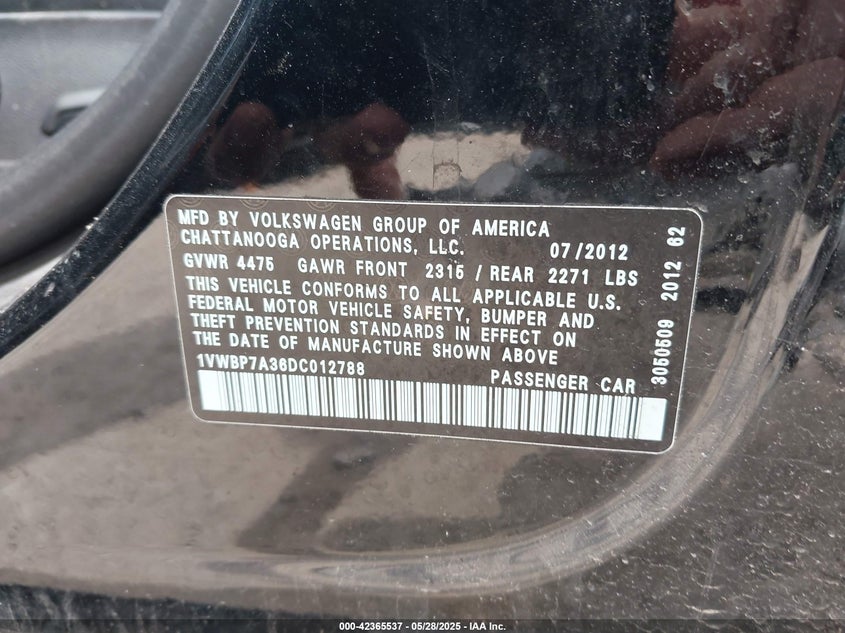 MFD BY VOLKSWAGEN GROUP OF AMERICA
CHATTANOOGA OPERATIONS, LLC. 07/2012
GVWR 4475 GAWR FRONT 2315 / REAR 2271 LBS
THIS VEHICLE CONFORMS TO ALL APPLICABLE U.S.
FEDERAL MOTOR VEHICLE SAFETY, BUMPER AND
THEFT PREVENTION STANDARDS IN EFFECT ON
THE DATE OF MANUFACTURE SHOWN ABOVE
1VWBP7A36DC012788 PASSENGER CAR
3050509 2012 62
000-42365537 - 05/28/2025 - IAA Inc.